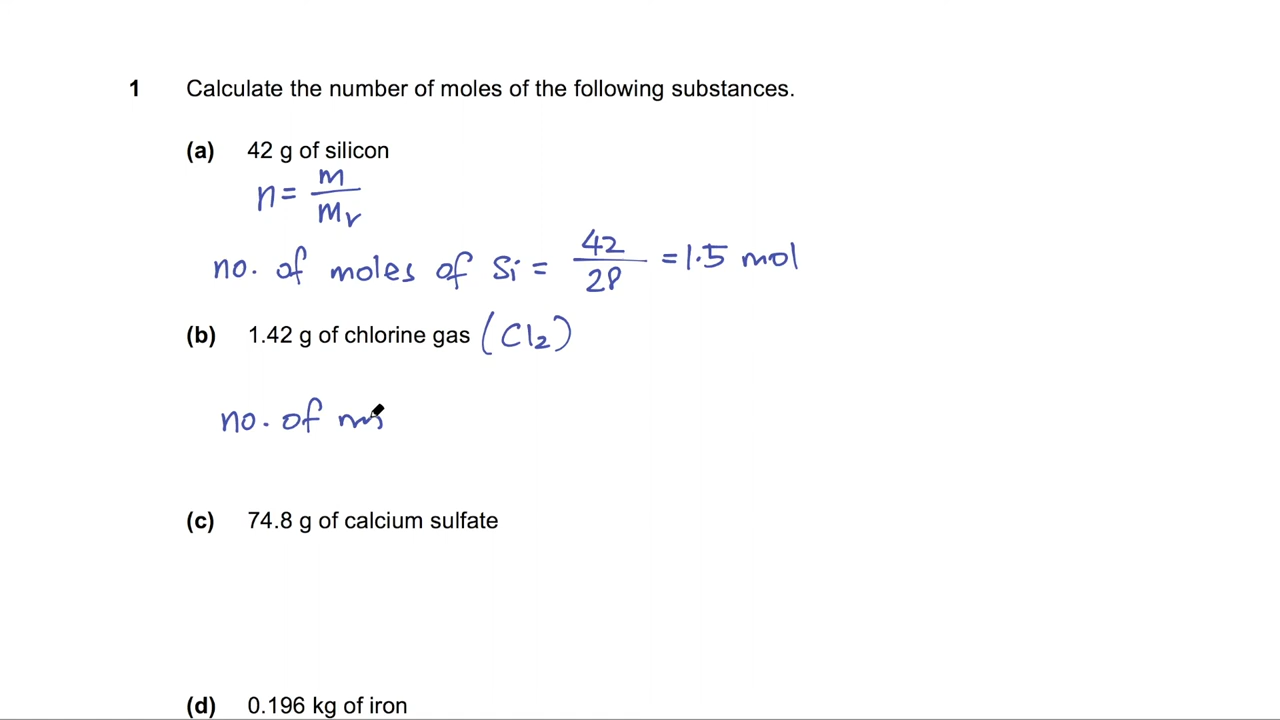 1 Calculate the number of moles of the following substances.
(a) 42 g of silicon
n = m/mr
no. of moles of Si = 42/28 = 1.5 mol
(b) 1.42 g of chlorine gas (Cl₂)
no. of
(c) 74.8 g of calcium sulfate
(d) 0.196 kg of iron